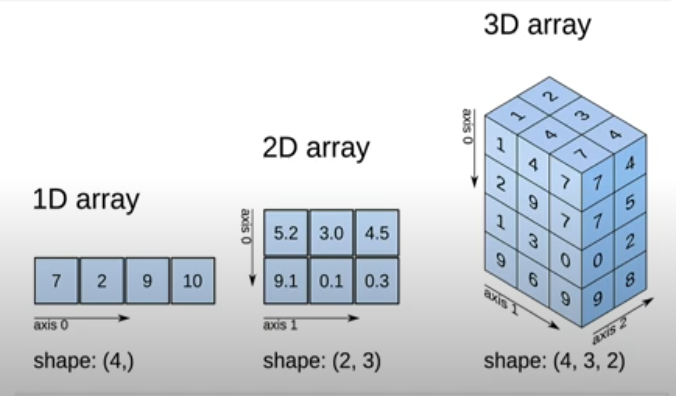 3D array
2D array
1D array
axis 0
1 2
4 3
7 4
1 4 7 7 4
2 9 7 7 5
1 3 0 0 2
9 6 9 9 8
axis 1
axis 2
axis 0
5.2 3.0 4.5
9.1 0.1 0.3
axis 1
7 2 9 10
axis 0
shape: (4,)
shape: (2, 3)
shape: (4, 3, 2)